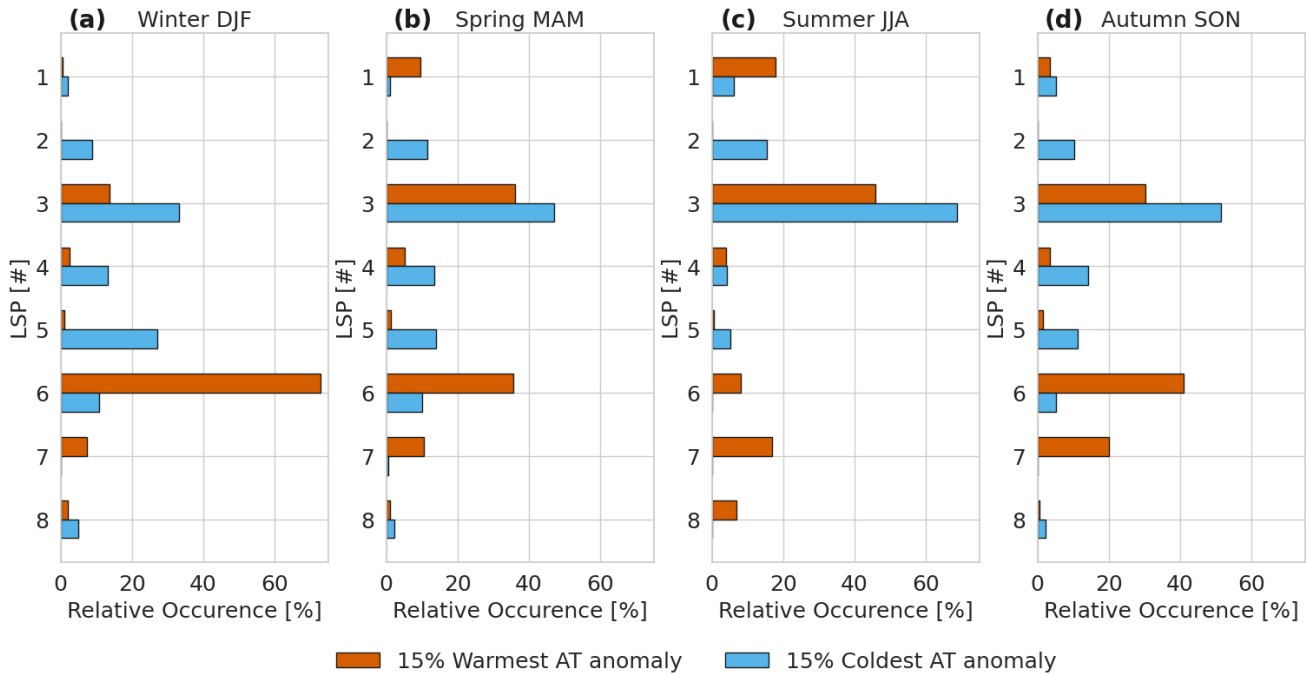 (a) Winter DJF
LSP [#]
1
2
3
4
5
6
7
8
0 20 40 60
Relative Occurence [%]
(b) Spring MAM
LSP [#]
1
2
3
4
5
6
7
8
0 20 40 60
Relative Occurence [%]
(c) Summer JJA
LSP [#]
1
2
3
4
5
6
7
8
0 20 40 60
Relative Occurence [%]
(d) Autumn SON
LSP [#]
1
2
3
4
5
6
7
8
0 20 40 60
Relative Occurence [%]
15% Warmest AT anomaly
15% Coldest AT anomaly